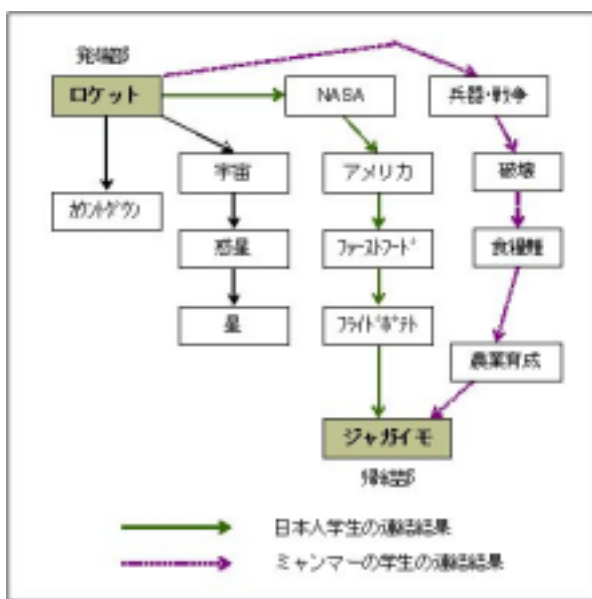 発端部
ロケット
NASA
兵器・戦争
宇宙
アメリカ
破壊
カウントダウン
惑星
ファーストフード
食糧難
星
フライドポテト
農業育成
ジャガイモ
帰結部
日本人学生の連結結果
ミャンマーの学生の連結結果